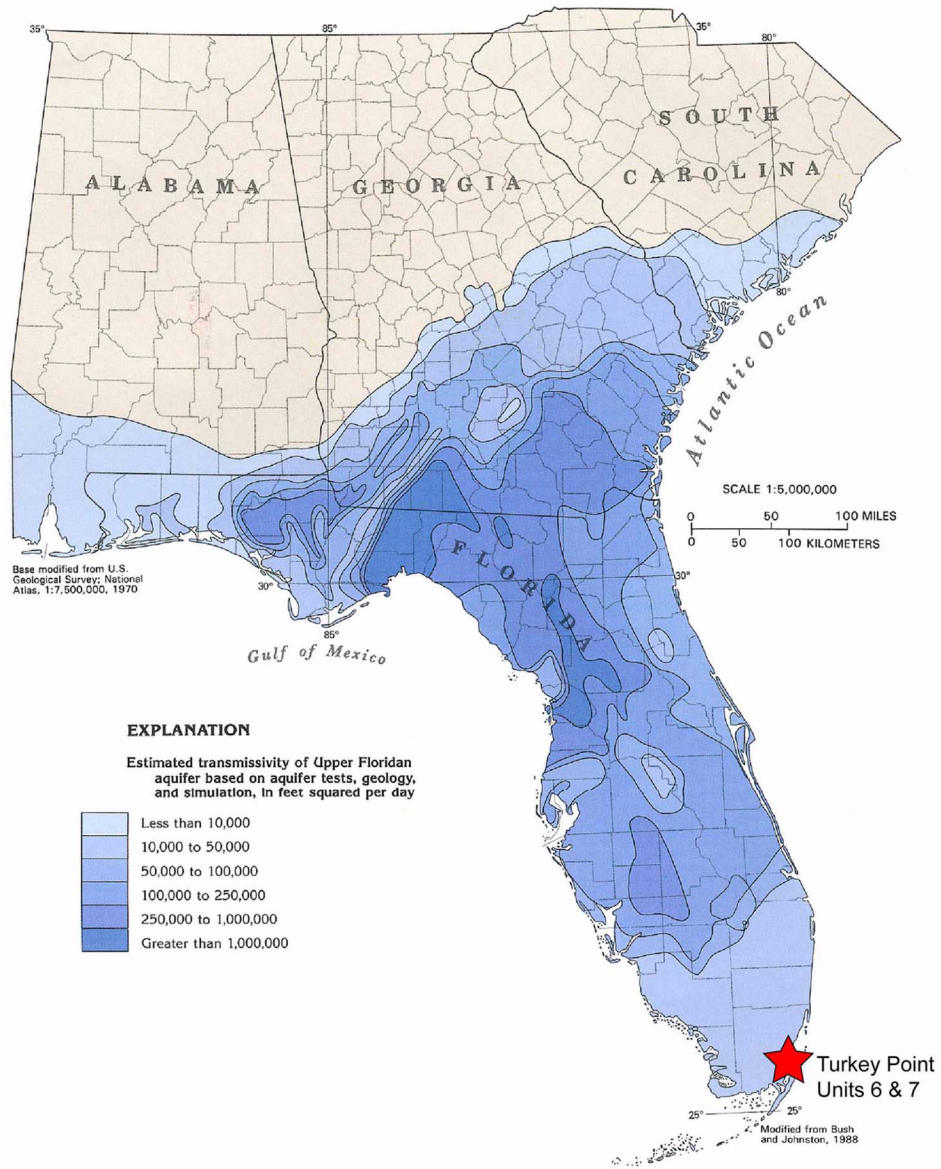 35°
85°
35°
80°
SOUTH
CAROLINA
ALABAMA
GEORGIA
80°
Atlantic Ocean
SCALE 1:5,000,000
0 50 100 MILES
0 50 100 KILOMETERS
FLORIDA
Base modified from U.S.
Geological Survey; National
Atlas, 1:7,500,000, 1970
30°
30°
85°
Gulf of Mexico
EXPLANATION
Estimated transmissivity of Upper Floridan
aquifer based on aquifer tests, geology,
and simulation, in feet squared per day
Less than 10,000
10,000 to 50,000
50,000 to 100,000
100,000 to 250,000
250,000 to 1,000,000
Greater than 1,000,000
Turkey Point
Units 6 & 7
25°
25°
Modified from Bush
and Johnston, 1988